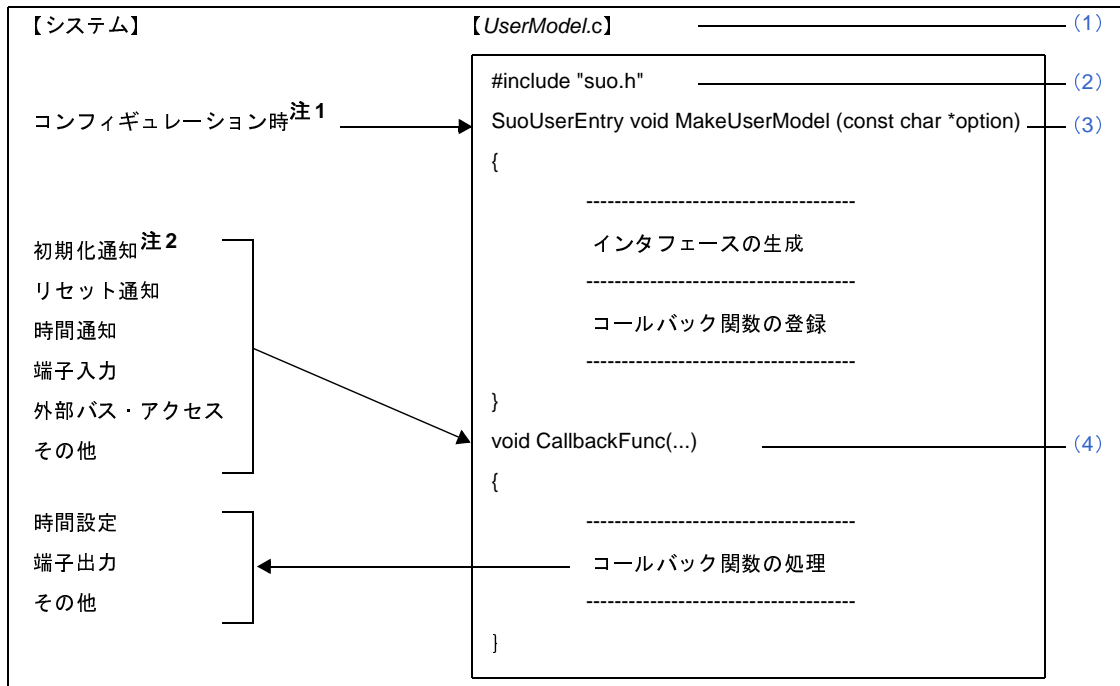 【システム】 【UserModel.c】 (1)
#include "suo.h" (2)
コンフィギュレーション時注1 SuoUserEntry void MakeUserModel (const char *option) (3)
{
-------------------------------------
初期化通知注2 インタフェースの生成
リセット通知 -------------------------------------
時間通知 コールバック関数の登録
端子入力 -------------------------------------
外部バス・アクセス }
その他 void CallbackFunc(...) (4)
{
時間設定 -------------------------------------
端子出力 コールバック関数の処理
その他 -------------------------------------
}